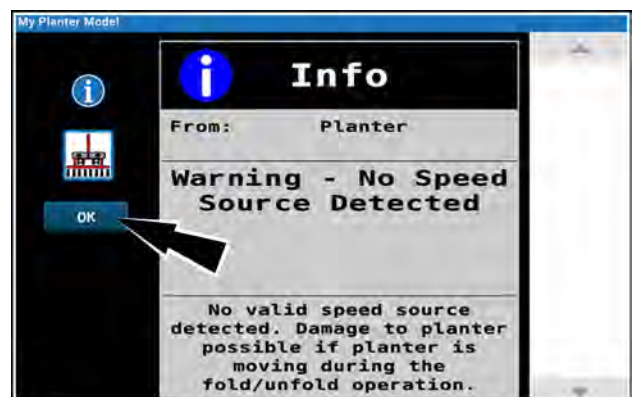 My Planter Model
Info
From: Planter
Warning - No Speed
Source Detected
OK
No valid speed source
detected. Damage to planter
possible if planter is
moving during the
fold/unfold operation.